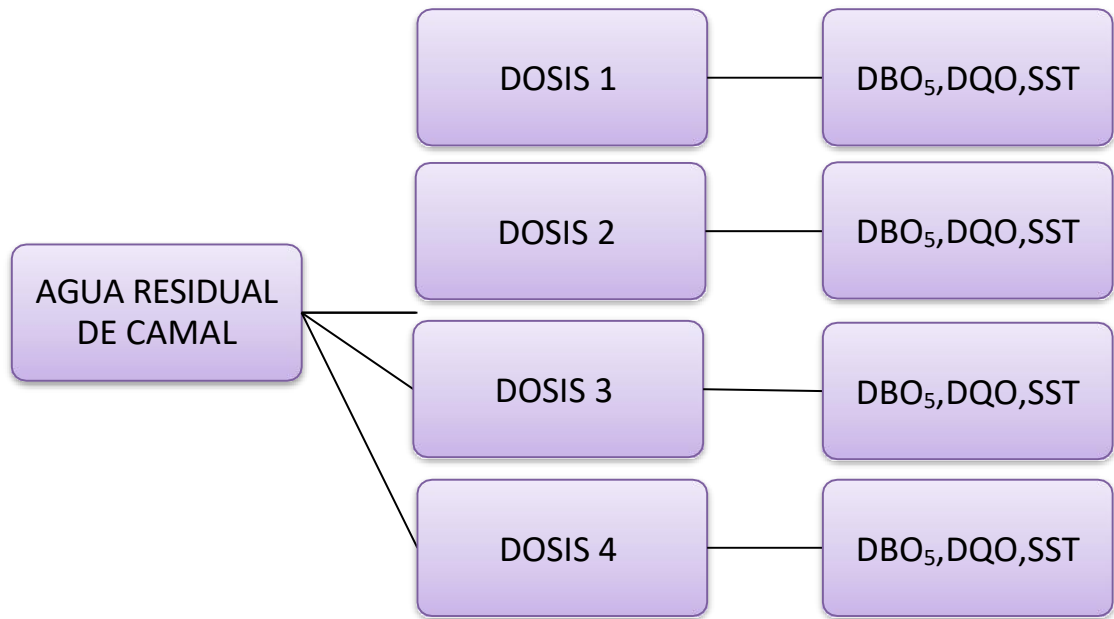 DOSIS 1
DBO₅,DQO,SST
DOSIS 2
DBO₅,DQO,SST
AGUA RESIDUAL
DE CAMAL
DOSIS 3
DBO₅,DQO,SST
DOSIS 4
DBO₅,DQO,SST